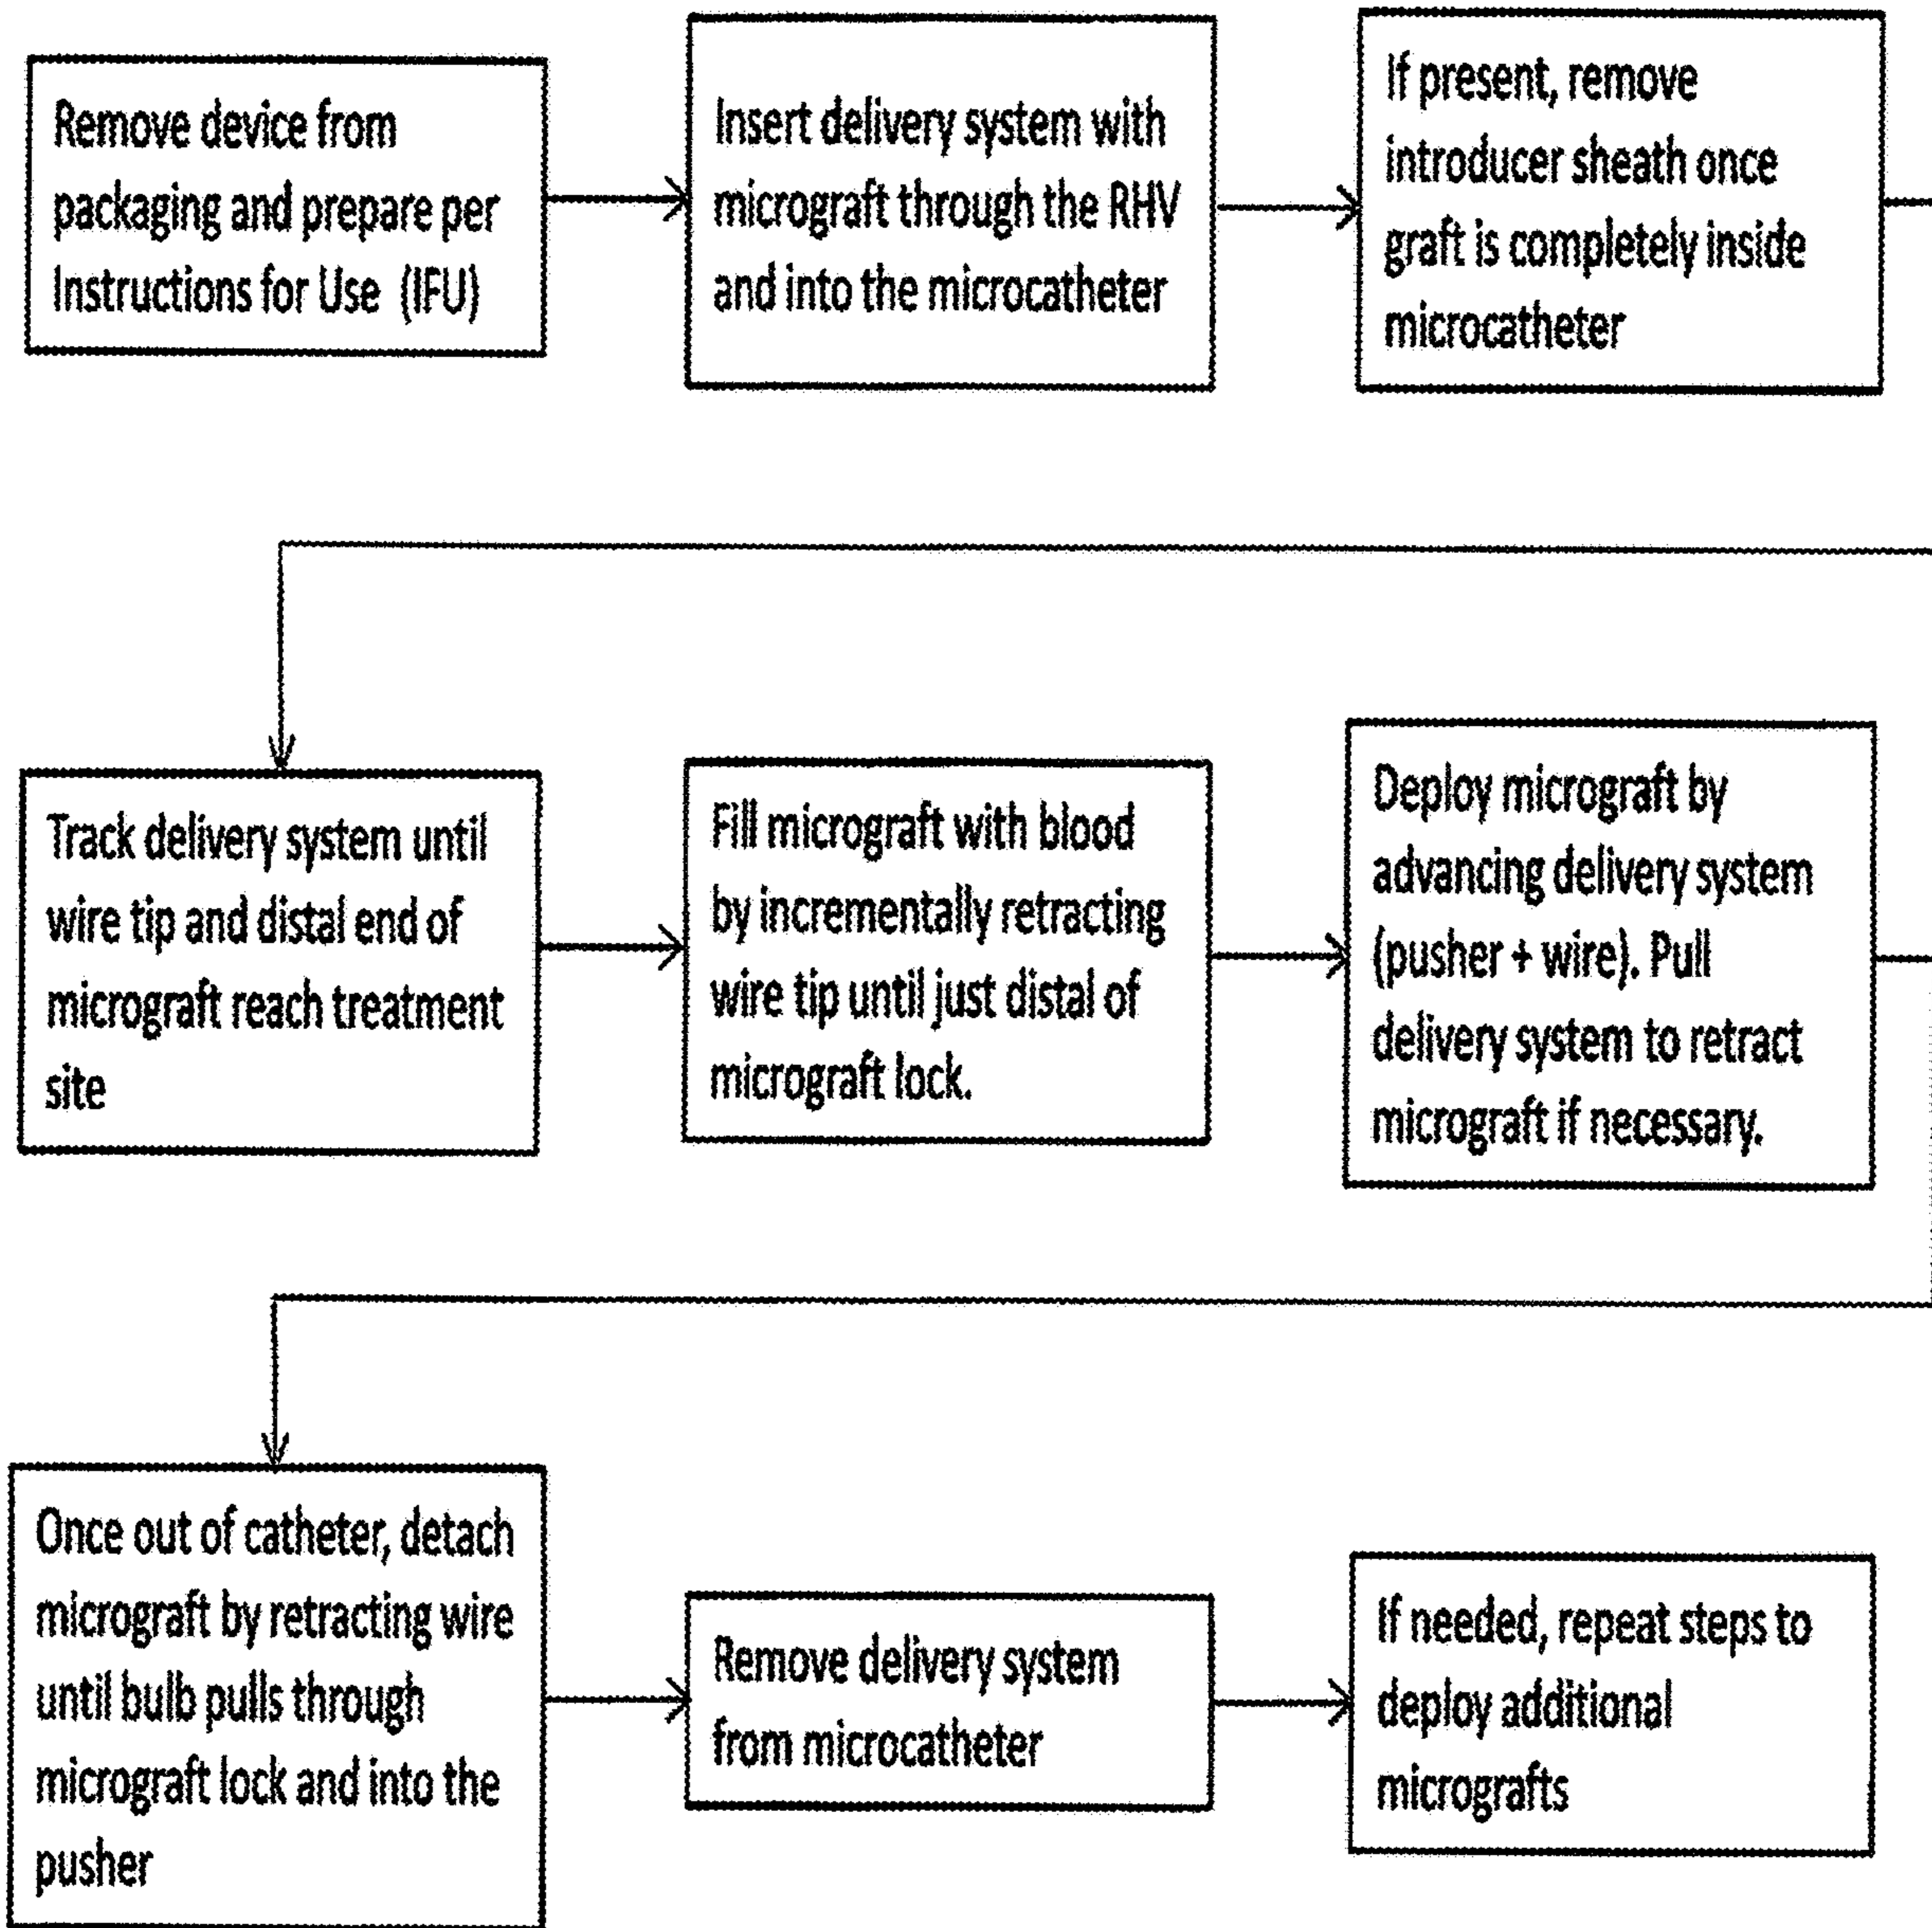 Remove device from
packaging and prepare per
Instructions for Use (IFU)
Insert delivery system with
micrograft through the RHV
and into the microcatheter
If present, remove
introducer sheath once
graft is completely inside
microcatheter
Track delivery system until
wire tip and distal end of
micrograft reach treatment
site
Fill micrograft with blood
by incrementally retracting
wire tip until just distal of
micrograft lock.
Deploy micrograft by
advancing delivery system
(pusher + wire). Pull
delivery system to retract
micrograft if necessary.
Once out of catheter, detach
micrograft by retracting wire
until bulb pulls through
micrograft lock and into the
pusher
Remove delivery system
from microcatheter
If needed, repeat steps to
deploy additional
micrografts